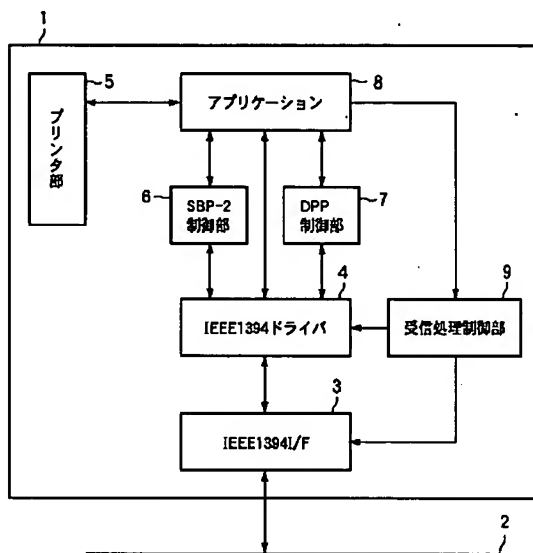 1
5
プリンタ部
アプリケーション
8
6
SBP-2
制御部
DPP
制御部
7
4
IEEE1394ドライバ
9
受信処理制御部
3
IEEE1394I/F
2